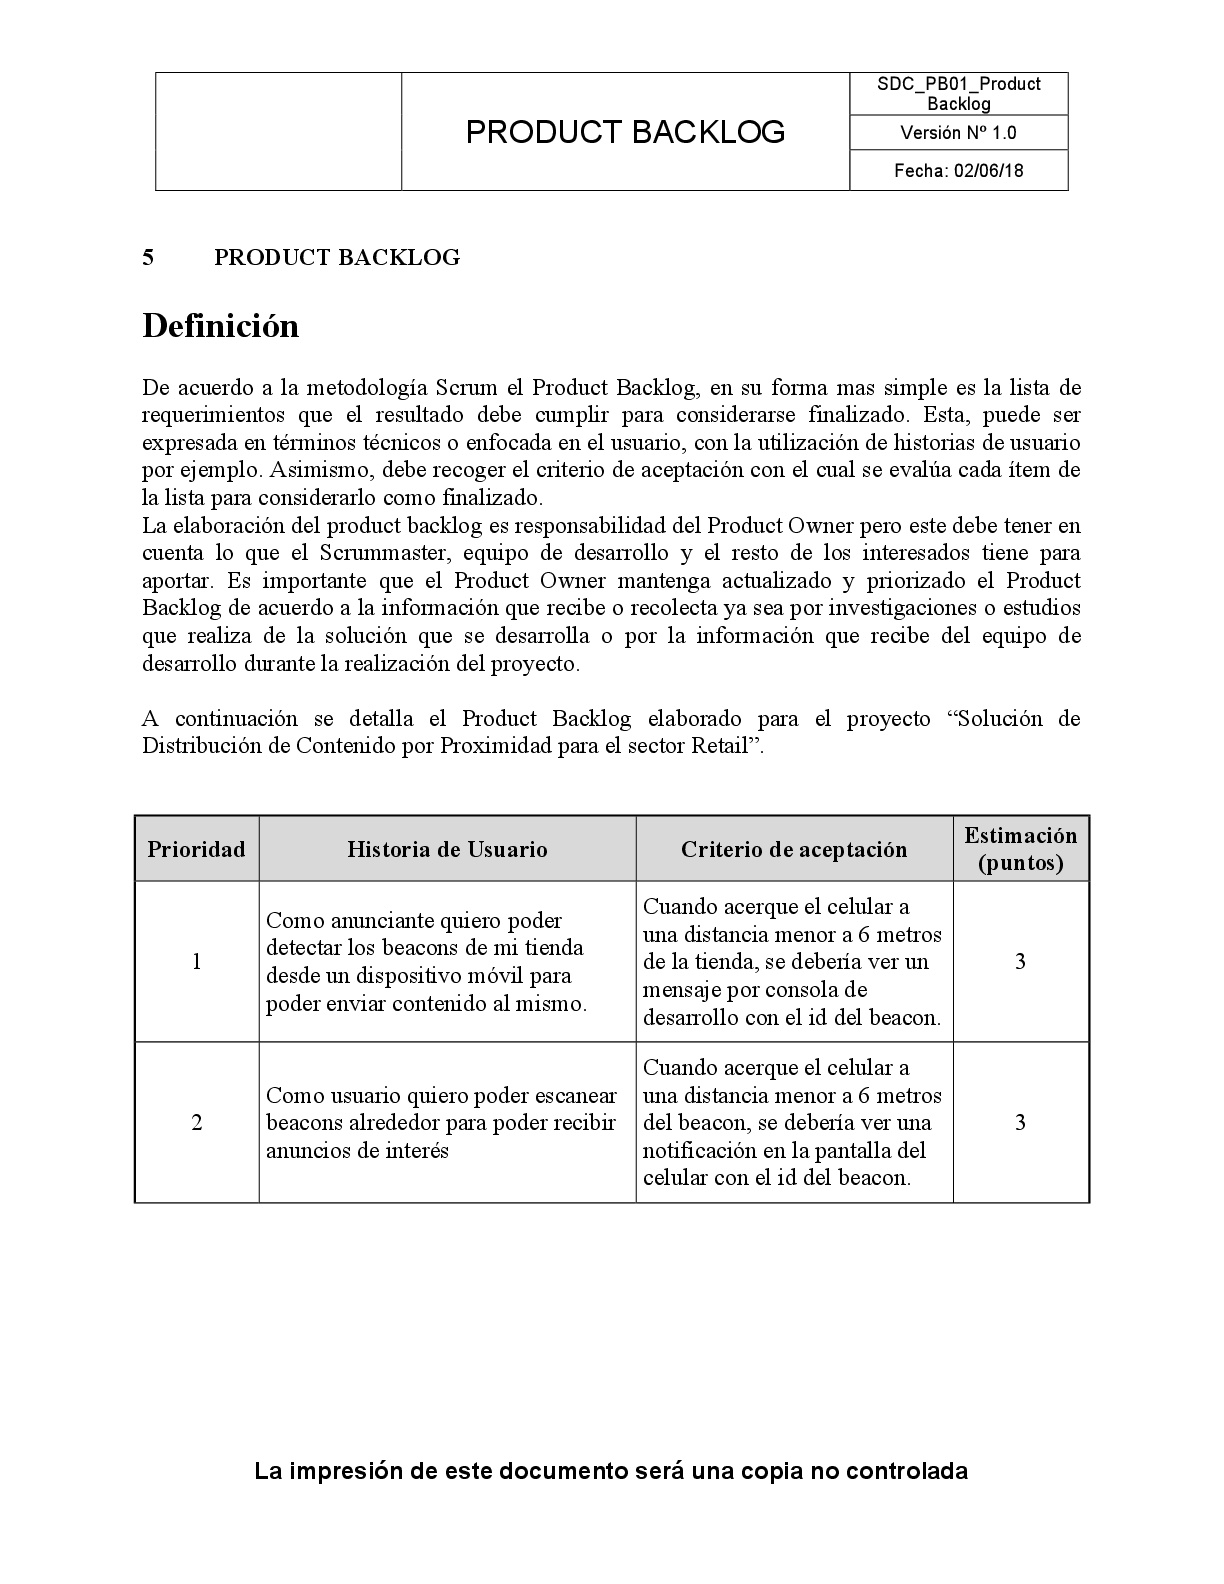 PRODUCT BACKLOG
SDC_PB01_Product
Backlog
Versión Nº 1.0
Fecha: 02/06/18
5 PRODUCT BACKLOG
Definición
De acuerdo a la metodología Scrum el Product Backlog, en su forma mas simple es la lista de
requerimientos que el resultado debe cumplir para considerarse finalizado. Esta, puede ser
expresada en términos técnicos o enfocada en el usuario, con la utilización de historias de usuario
por ejemplo. Asimismo, debe recoger el criterio de aceptación con el cual se evalúa cada ítem de
la lista para considerarlo como finalizado.
La elaboración del product backlog es responsabilidad del Product Owner pero este debe tener en
cuenta lo que el Scrummaster, equipo de desarrollo y el resto de los interesados tiene para
aportar. Es importante que el Product Owner mantenga actualizado y priorizado el Product
Backlog de acuerdo a la información que recibe o recolecta ya sea por investigaciones o estudios
que realiza de la solución que se desarrolla o por la información que recibe del equipo de
desarrollo durante la realización del proyecto.
A continuación se detalla el Product Backlog elaborado para el proyecto “Solución de
Distribución de Contenido por Proximidad para el sector Retail”.
Prioridad
Historia de Usuario
Criterio de aceptación
Estimación
(puntos)
1
Como anunciante quiero poder
detectar los beacons de mi tienda
desde un dispositivo móvil para
poder enviar contenido al mismo.
Cuando acerque el celular a
una distancia menor a 6 metros
de la tienda, se debería ver un
mensaje por consola de
desarrollo con el id del beacon.
3
2
Como usuario quiero poder escanear
beacons alrededor para poder recibir
anuncios de interés
Cuando acerque el celular a
una distancia menor a 6 metros
del beacon, se debería ver una
notificación en la pantalla del
celular con el id del beacon.
3
La impresión de este documento será una copia no controlada